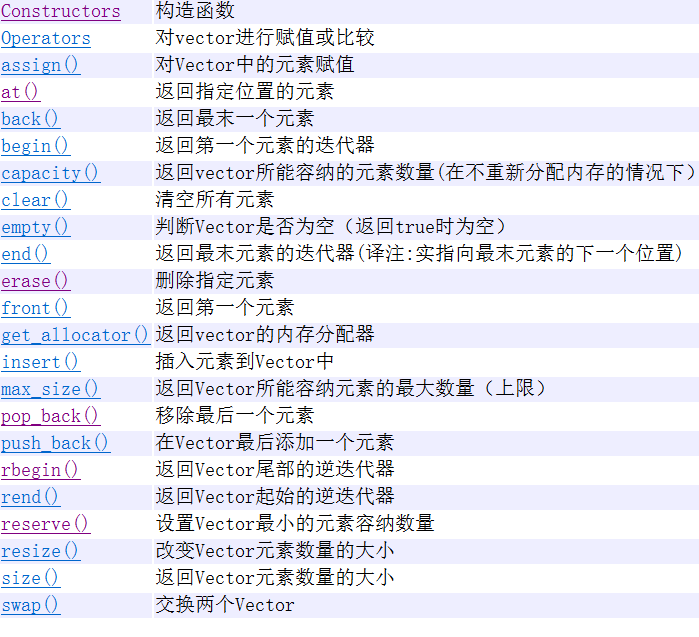 Constructors 构造函数
Operators 对vector进行赋值或比较
assign() 对Vector中的元素赋值
at() 返回指定位置的元素
back() 返回最末一个元素
begin() 返回第一个元素的迭代器
capacity() 返回vector所能容纳的元素数量(在不重新分配内存的情况下）
clear() 清空所有元素
empty() 判断Vector是否为空（返回true时为空）
end() 返回最末元素的迭代器(译注:实指向最末元素的下一个位置)
erase() 删除指定元素
front() 返回第一个元素
get_allocator() 返回vector的内存分配器
insert() 插入元素到Vector中
max_size() 返回Vector所能容纳元素的最大数量（上限）
pop_back() 移除最后一个元素
push_back() 在Vector最后添加一个元素
rbegin() 返回Vector尾部的逆迭代器
rend() 返回Vector起始的逆迭代器
reserve() 设置Vector最小的元素容纳数量
resize() 改变Vector元素数量的大小
size() 返回Vector元素数量的大小
swap() 交换两个Vector